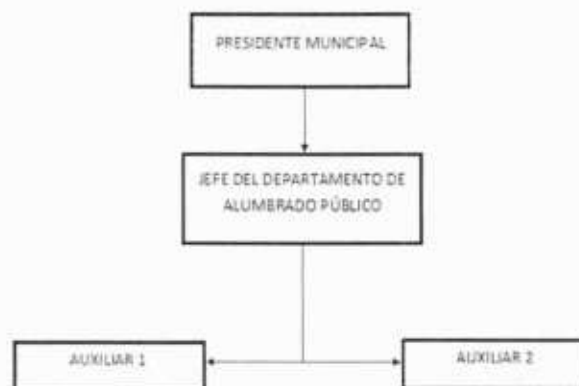 PRESIDENTE MUNICIPAL
JEFE DEL DEPARTAMENTO DE
ALUMBRADO PÚBLICO
AUXILIAR 1
AUXILIAR 2